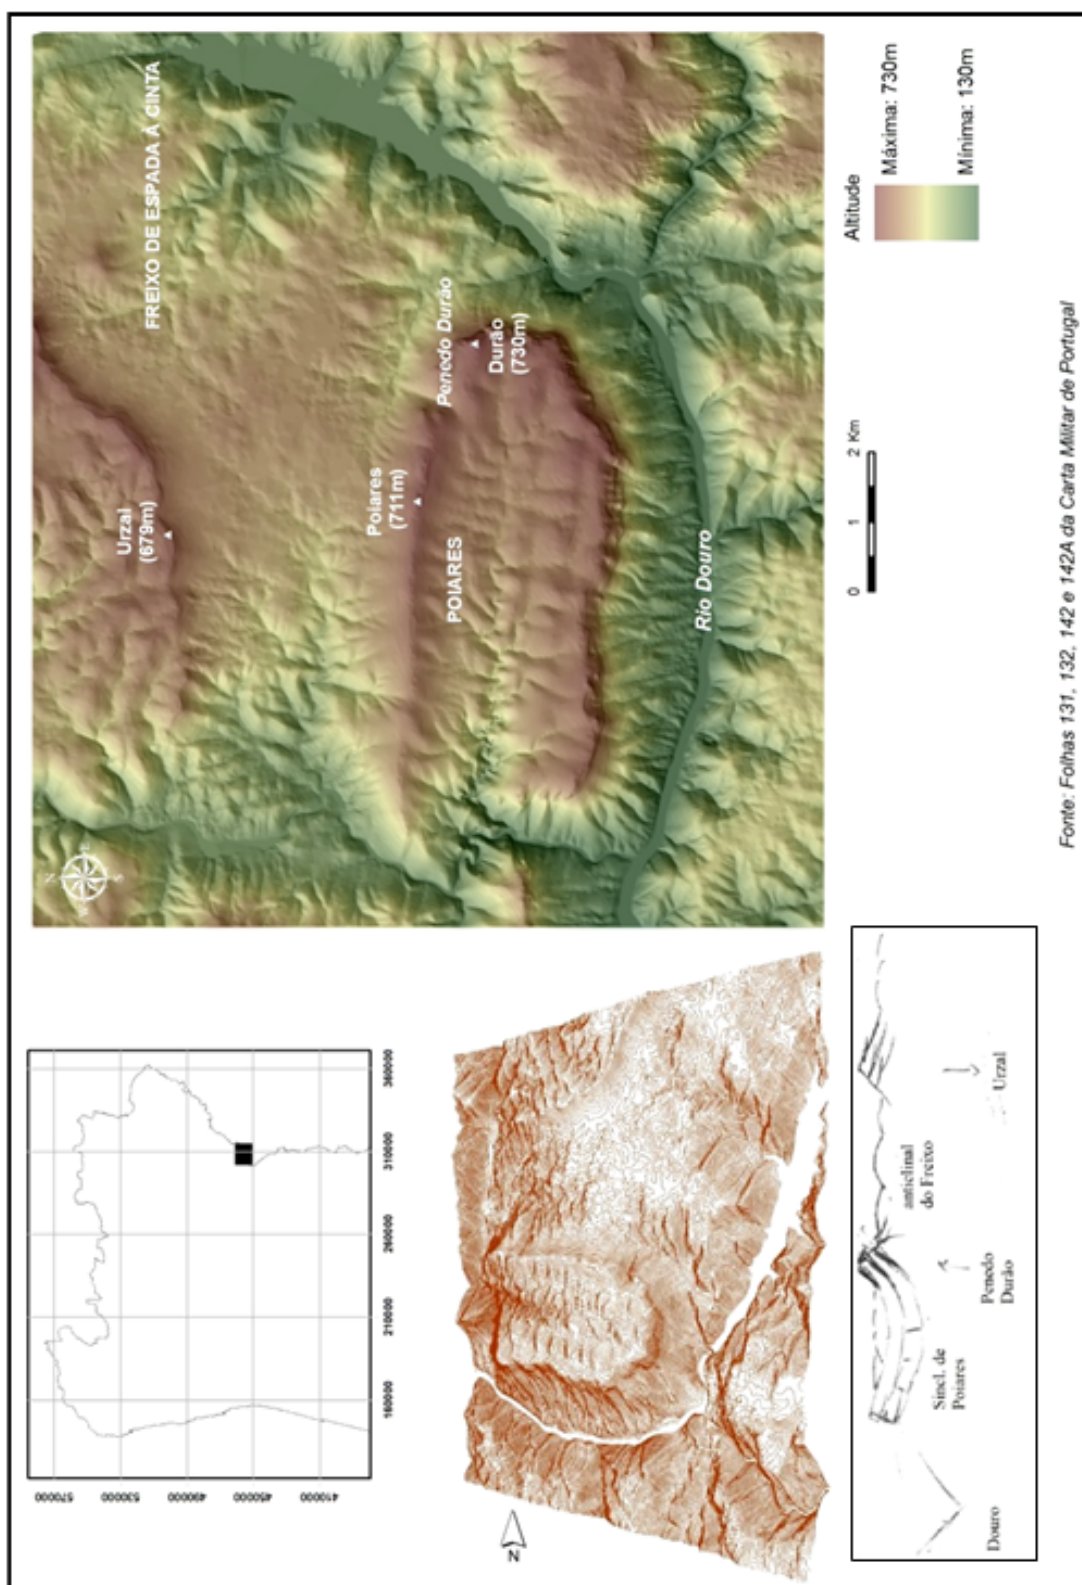 570000
530000
490000
450000
410000
160000
210000
260000
310000
360000
N
Douro
Sincl. de
Poiares
Penedo
Durão
anticlinal
do Freixo
Urzal
N
E
S
W
Urzal
(679m)
FREIXO DE ESPADA À CINTA
Poiares
(711m)
Penedo Durão
Durão
(730m)
POIARES
Rio Douro
0
1
2 Km
Altitude
Máxima: 730m
Mínima: 130m
Fonte: Folhas 131, 132, 142 e 142A da Carta Militar de Portugal